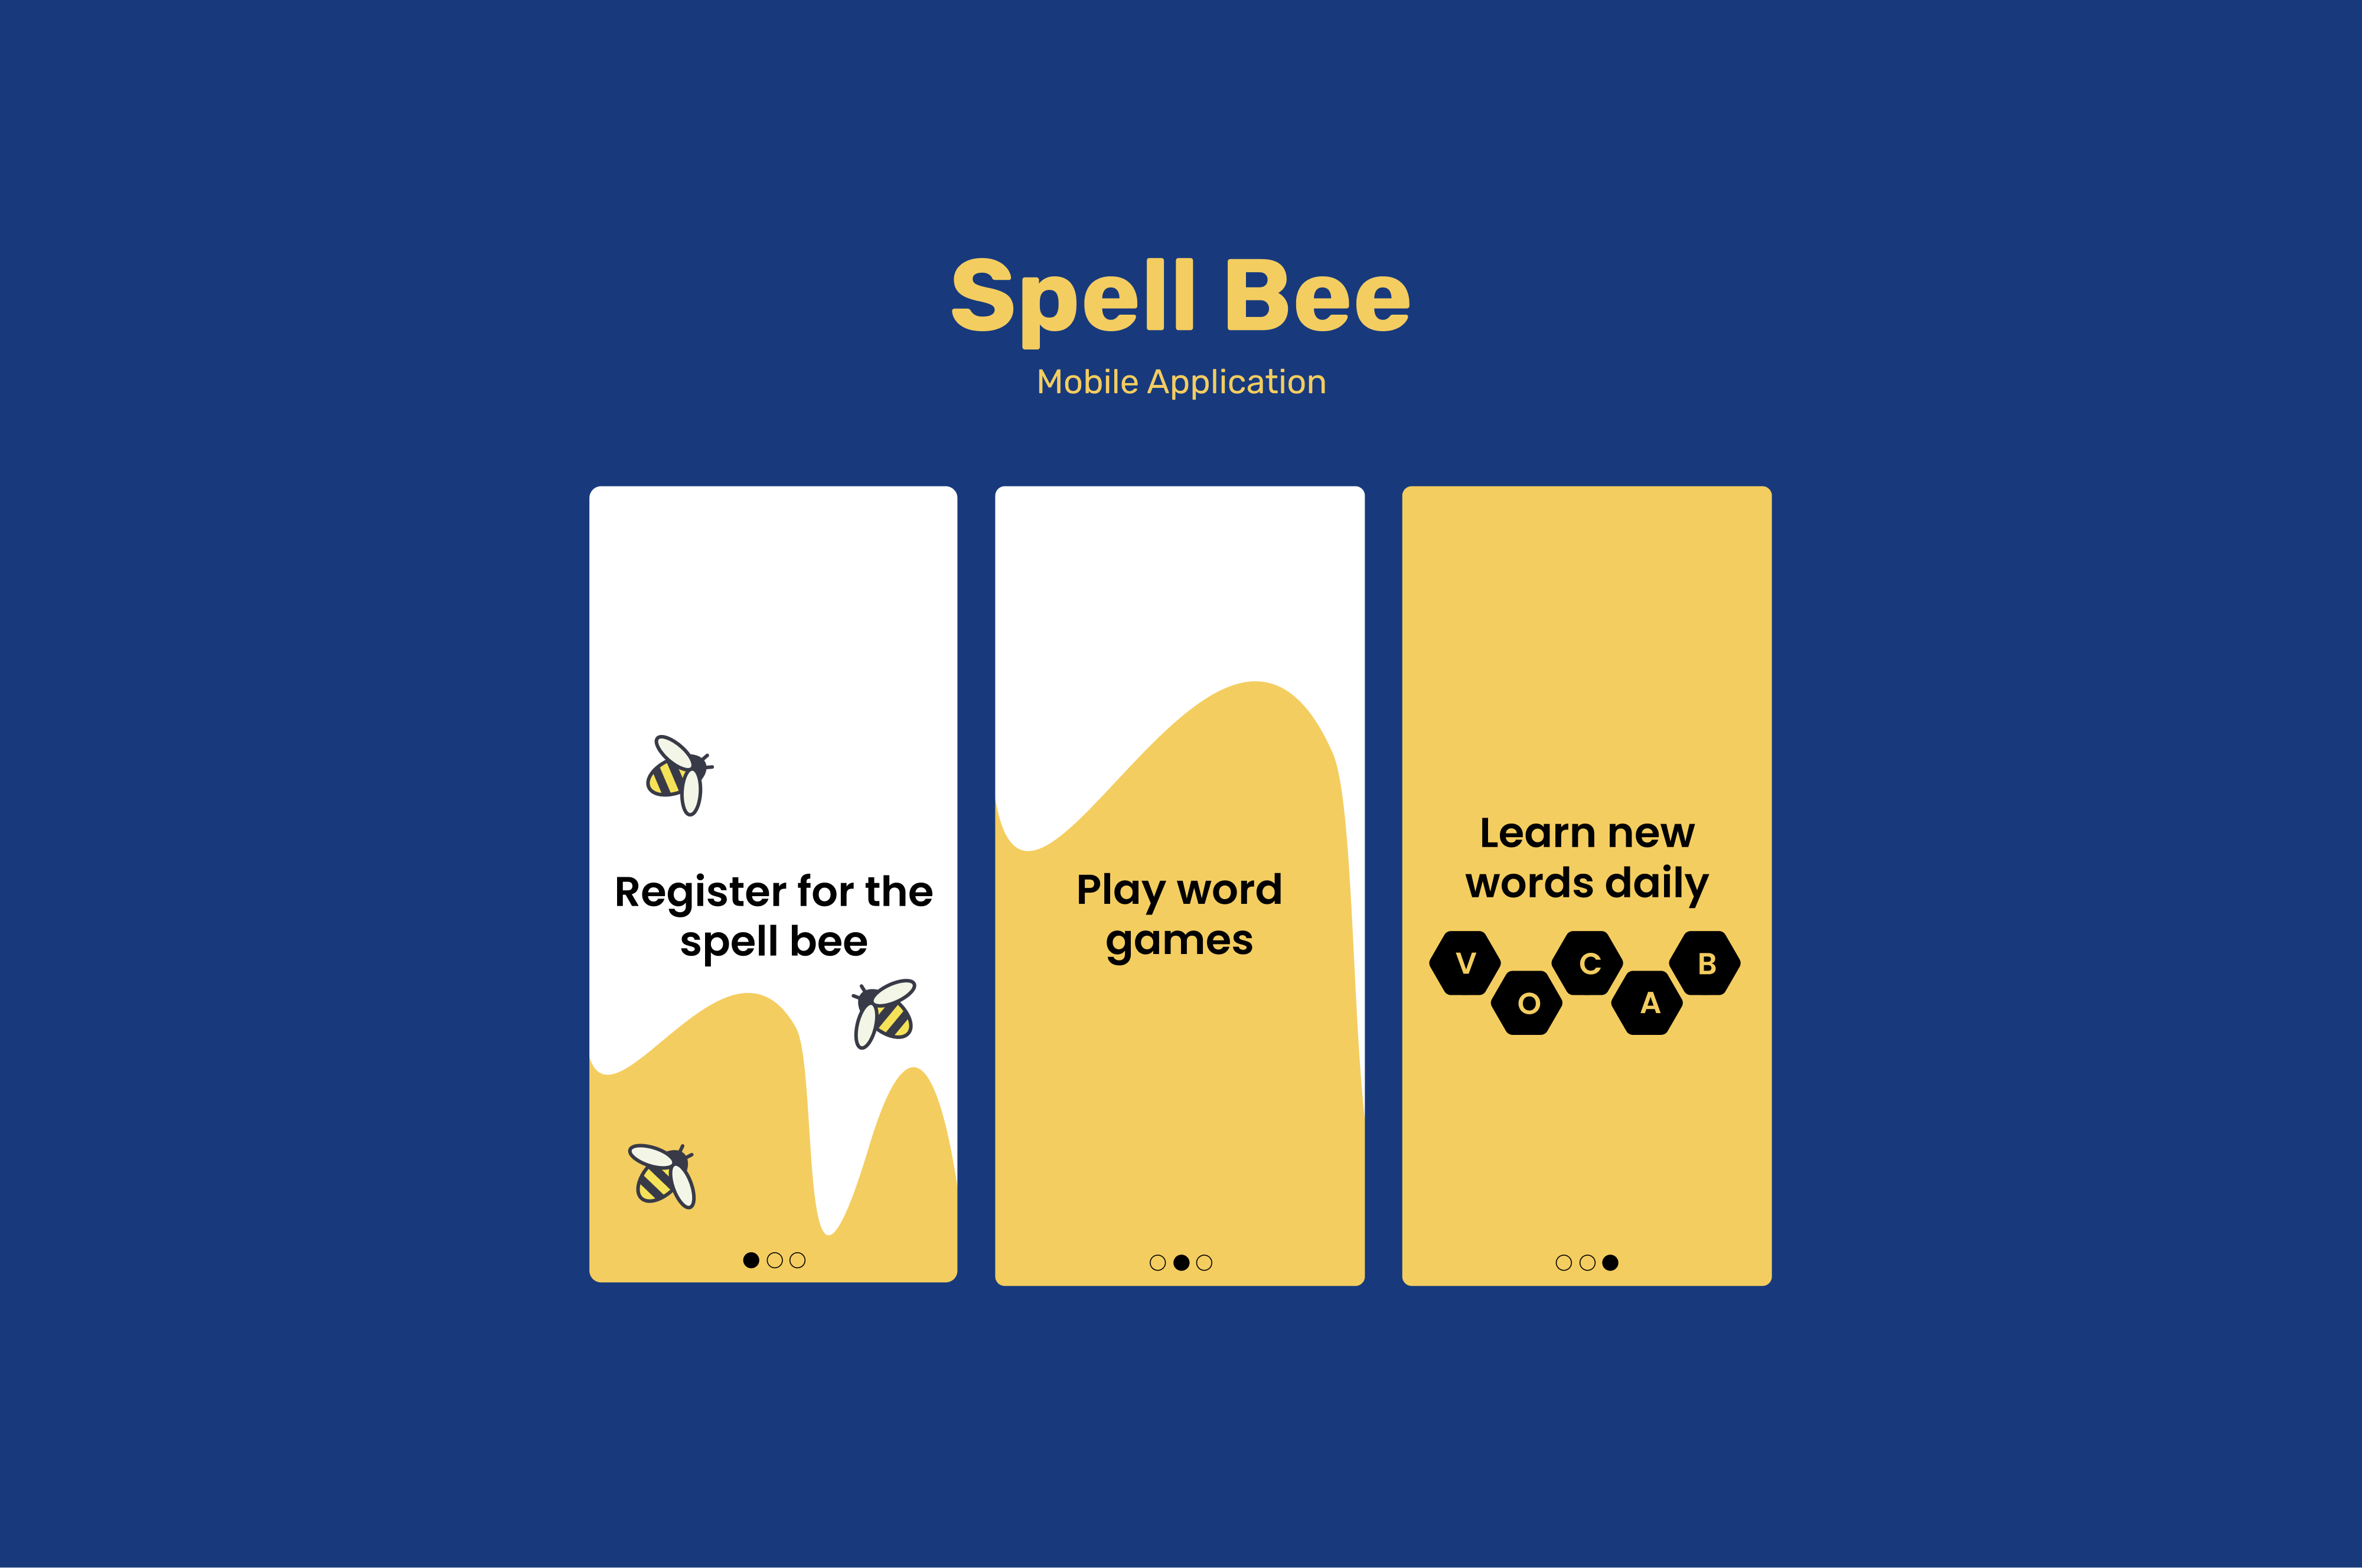 Spell Bee
Mobile Application
Register for the
spell bee
Play word
games
Learn new
words daily
V O C A B